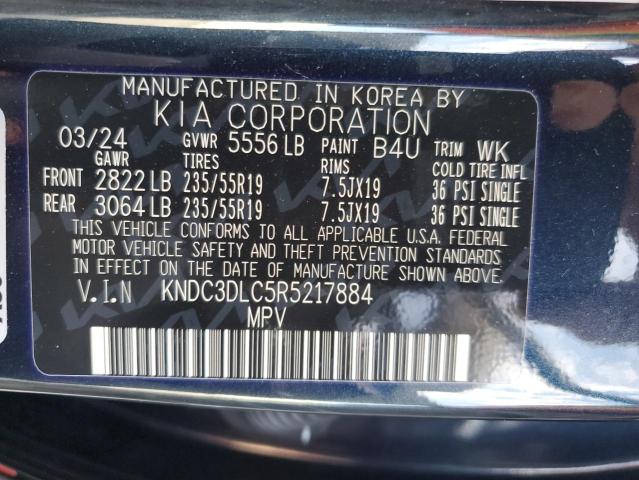 MANUFACTURED IN KOREA BY
KIA CORPORATION
03/24 GVWR 5556 LB PAINT B4U TRIM WK
GAWR TIRES RIMS COLD TIRE INFL
FRONT 2822 LB 235/55R19 7.5JX19 36 PSI SINGLE
REAR 3064 LB 235/55R19 7.5JX19 36 PSI SINGLE
THIS VEHICLE CONFORMS TO ALL APPLICABLE U.S.A. FEDERAL
MOTOR VEHICLE SAFETY AND THEFT PREVENTION STANDARDS
IN EFFECT ON THE DATE OF MANUFACTURE SHOWN ABOVE.
V.I.N KNDC3DLC5R5217884
MPV